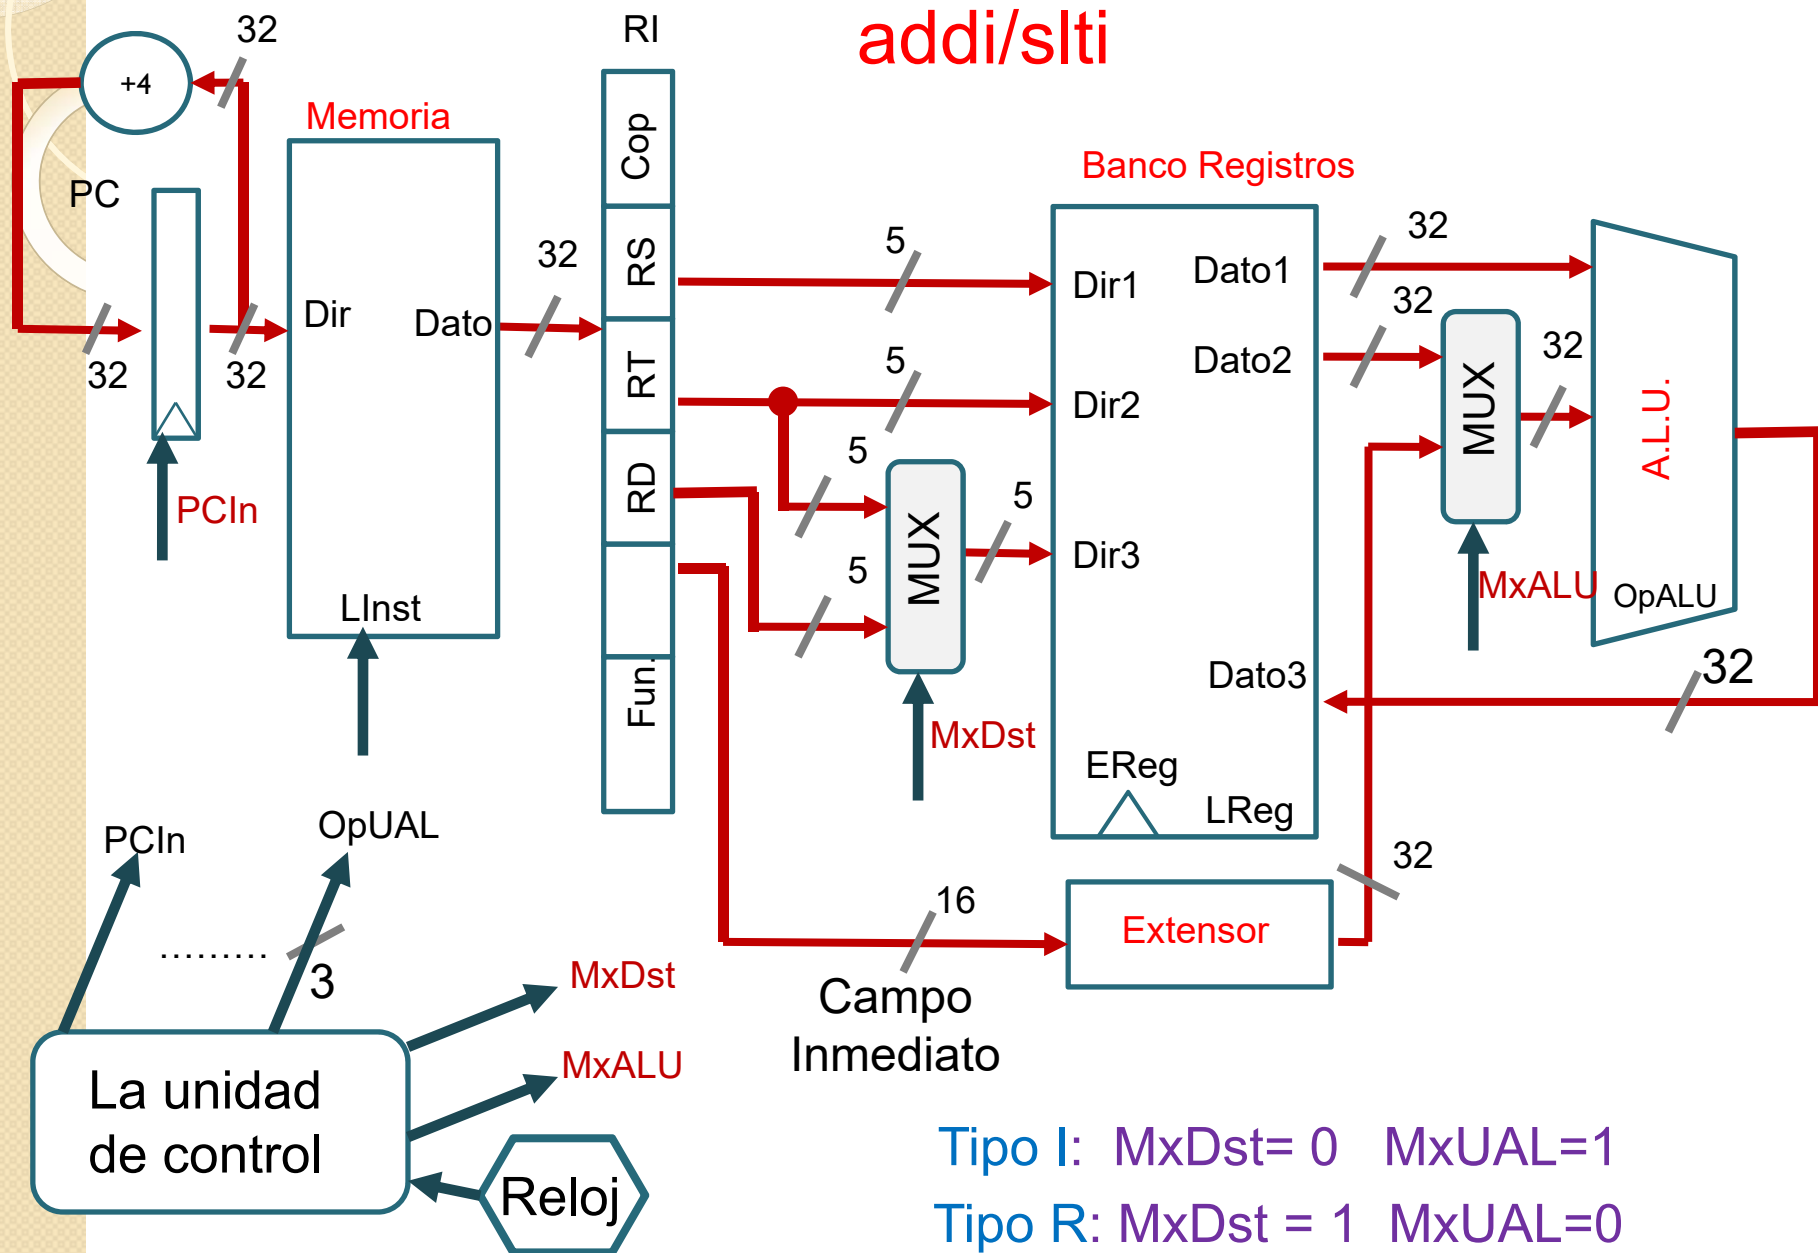 addi/slti
32
RI
+4
Memoria
Cop
PC
Banco Registros
32
5
32
RS
Dir1
Dato1
32
Dir
Dato
32
32
32
5
RT
Dato2
32
MUX
Dir2
A.L.U.
5
RD
5
PCIn
MUX
Dir3
5
MxALU
OpALU
LInst
Fun.
Dato3
32
MxDst
EReg
LReg
PCIn
OpUAL
32
16
Extensor
.........
3
MxDst
Campo
Inmediato
MxALU
La unidad
de control
Reloj
Tipo I: MxDst= 0 MxUAL=1
Tipo R: MxDst = 1 MxUAL=0